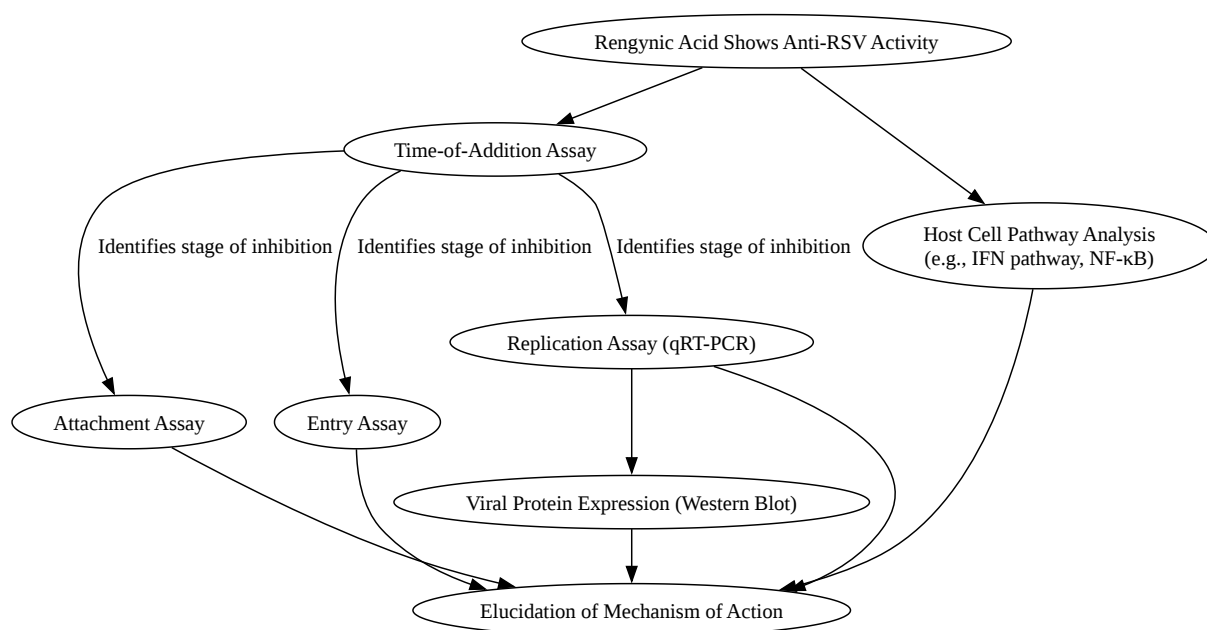 Rengynic Acid Shows Anti-RSV Activity
Time-of-Addition Assay
Host Cell Pathway Analysis
(e.g., IFN pathway, NF-κB)
Identifies stage of inhibition
Identifies stage of inhibition
Identifies stage of inhibition
Replication Assay (qRT-PCR)
Attachment Assay
Entry Assay
Viral Protein Expression (Western Blot)
Elucidation of Mechanism of Action